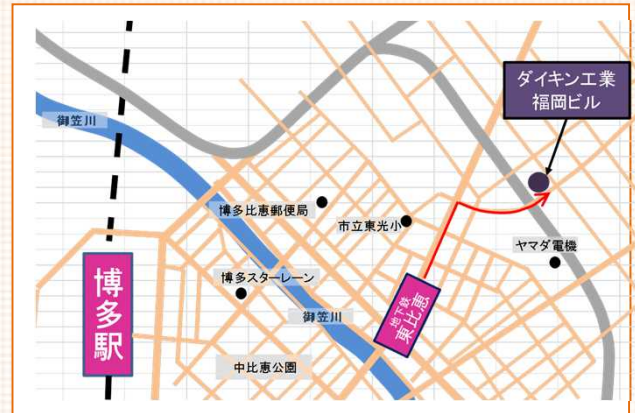 ダイキン工業
福岡ビル
御笠川
博多比恵郵便局
市立東光小
ヤマダ電機
博多駅
博多スターレーン
地下鉄
東比恵
御笠川
中比恵公園